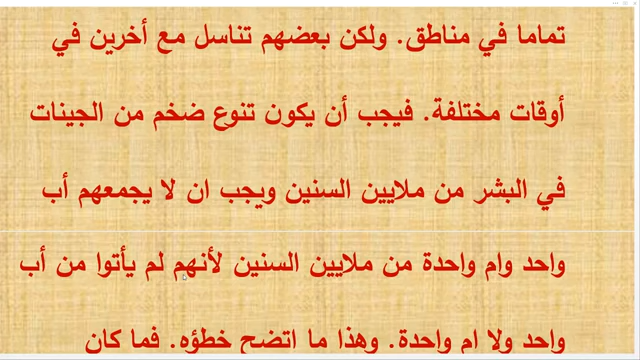 تماما في مناطق. ولكن بعضهم تناسل مع أخرين في
أوقات مختلفة. فيجب أن يكون تنوع ضخم من الجينات
في البشر من ملايين السنين ويجب ان لا يجمعهم أب
واحد وام واحدة من ملايين السنين لأنهم لم يأتوا من أب
واحد ولا ام واحدة. وهذا ما اتضح خطؤه. فما كان